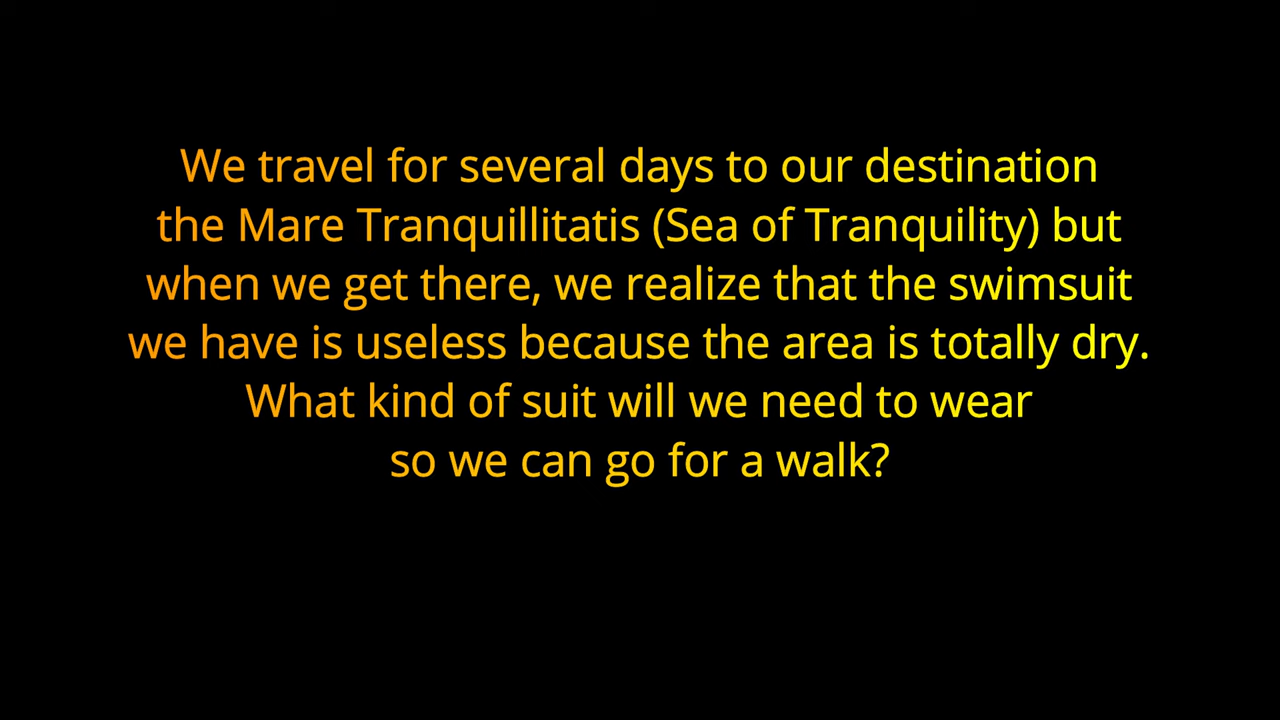 We travel for several days to our destination
the Mare Tranquillitatis (Sea of Tranquility) but
when we get there, we realize that the swimsuit
we have is useless because the area is totally dry.
What kind of suit will we need to wear
so we can go for a walk?